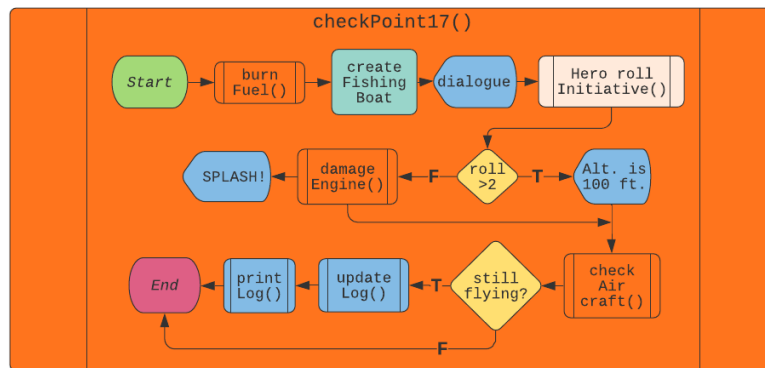 checkPoint17()
Start
burn
Fuel()
create
Fishing
Boat
dialogue
Hero roll
Initiative()
SPLASH!
damage
Engine()
F
roll
>2
T
Alt. is
100 ft.
End
print
Log()
update
Log()
T
still
flying?
check
Air
craft()
F